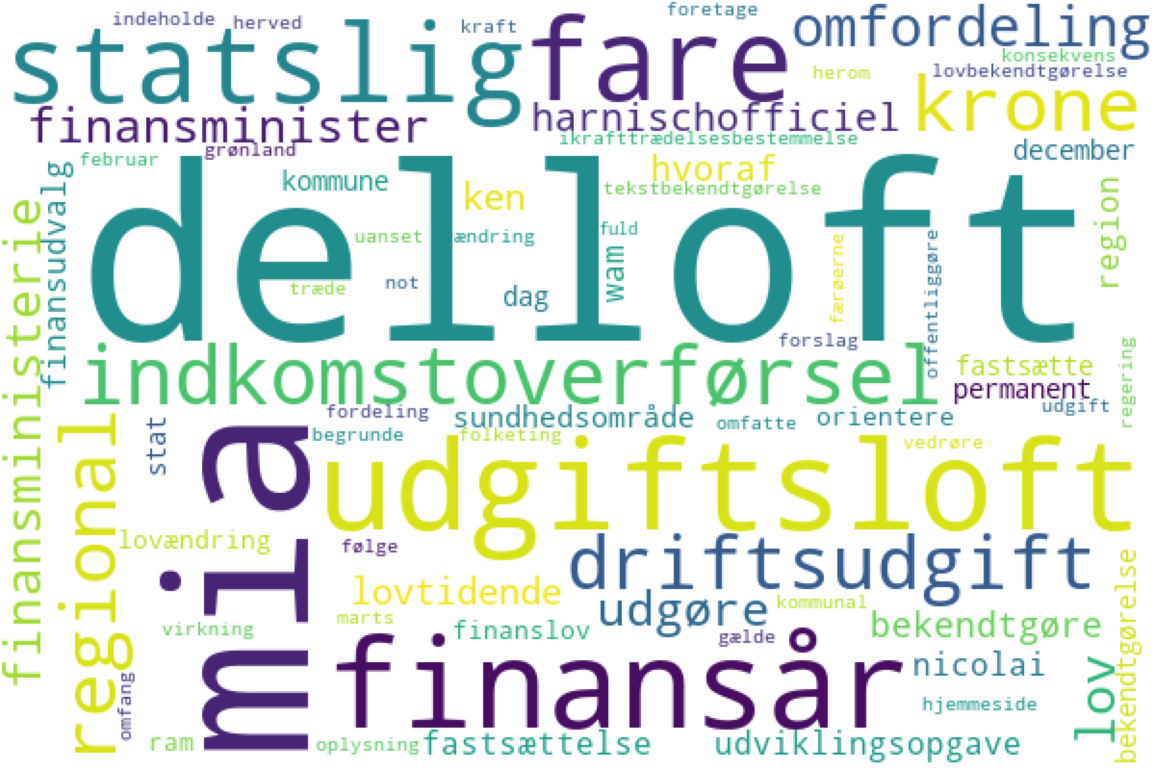 indeholde
herved
kraft
foretage
omfordeling
statslig
fare
konsekvens
herom
lovbekendtgørelse
krone
finansminister
harnischofficiel
ikrafttrædelsesbestemmelse
december
februar
grønland
hvoraf
kommune
ken
tekstbekendtgørelse
region
finansudvalg
finansministerie
delloft
uanset
ændring
fuld
wam
træde
not
dag
færøerne
offentliggøre
forslag
indkomstoverførsel
fastsætte
permanent
regering
fordeling
sundhedsområde
omfatte
orientere
udgift
stat
begrunde
folketing
vedrøre
regional
mia
udgiftsloft
lovændring
følge
driftsudgift
lovtidende
udgøre
kommunal
bekendtgørelse
virkning
marts
finanslov
gælde
bekendtgøre
finansår
nicolai
lov
omfang
hjemmeside
ram
oplysning
fastsættelse
udviklingsopgave